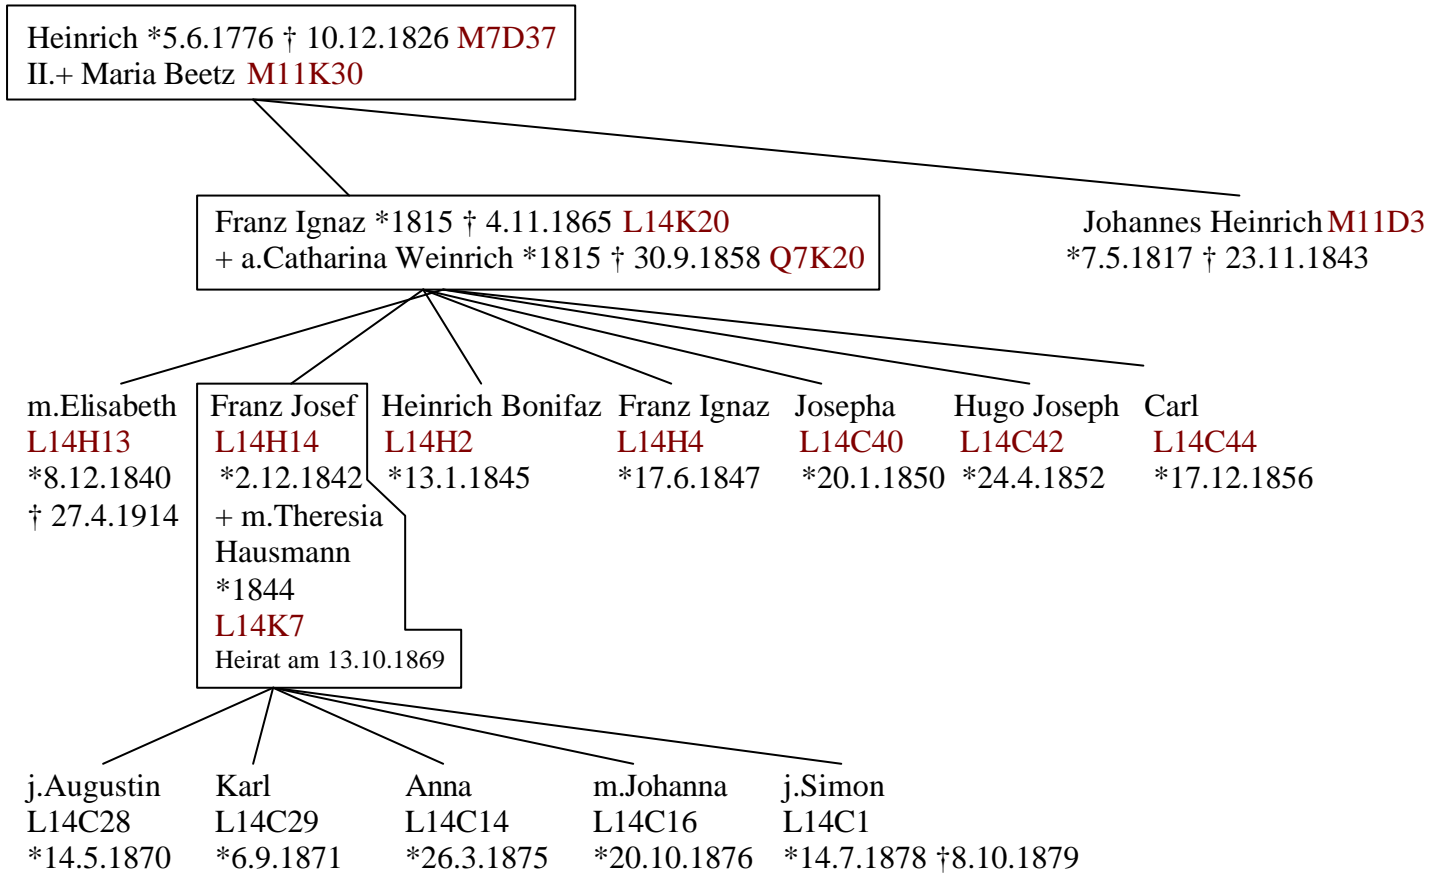 Heinrich *5.6.1776 † 10.12.1826 M7D37
II.+ Maria Beetz M11K30
Franz Ignaz *1815 † 4.11.1865 L14K20
+ a.Catharina Weinrich *1815 † 30.9.1858 Q7K20
Johannes Heinrich M11D3
*7.5.1817 † 23.11.1843
m.Elisabeth
L14H13
*8.12.1840
† 27.4.1914
Franz Josef
L14H14
*2.12.1842
+ m.Theresia
Hausmann
*1844
L14K7
Heirat am 13.10.1869
Heinrich Bonifaz
L14H2
*13.1.1845
Franz Ignaz
L14H4
*17.6.1847
Josepha
L14C40
*20.1.1850
Hugo Joseph
L14C42
*24.4.1852
Carl
L14C44
*17.12.1856
j.Augustin
L14C28
*14.5.1870
Karl
L14C29
*6.9.1871
Anna
L14C14
*26.3.1875
m.Johanna
L14C16
*20.10.1876
j.Simon
L14C1
*14.7.1878 †8.10.1879